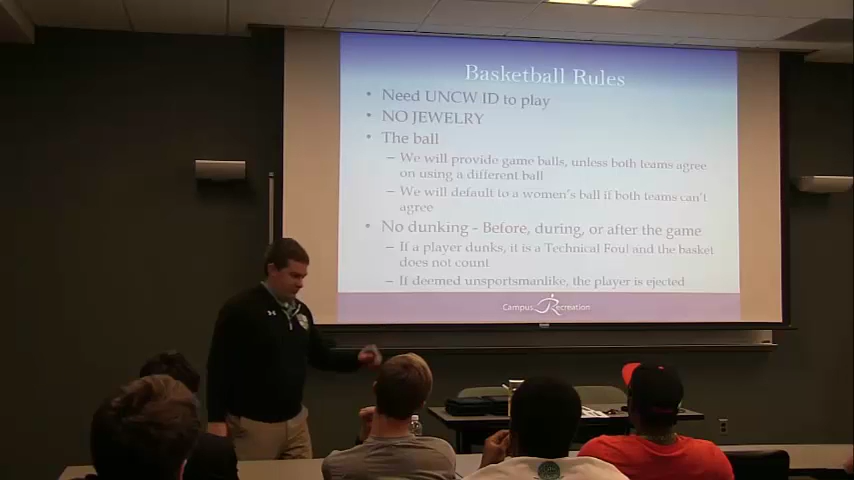 Basketball Rules
• Need UNCW ID to play
• NO JEWELRY
• The ball
– We will provide game balls, unless both teams agree
on using a different ball
– We will default to a women's ball if both teams can't
agree
• No dunking - Before, during, or after the game
– If a player dunks, it is a Technical Foul and the basket
does not count
– If deemed unsportsmanlike, the player is ejected
Campus Recreation